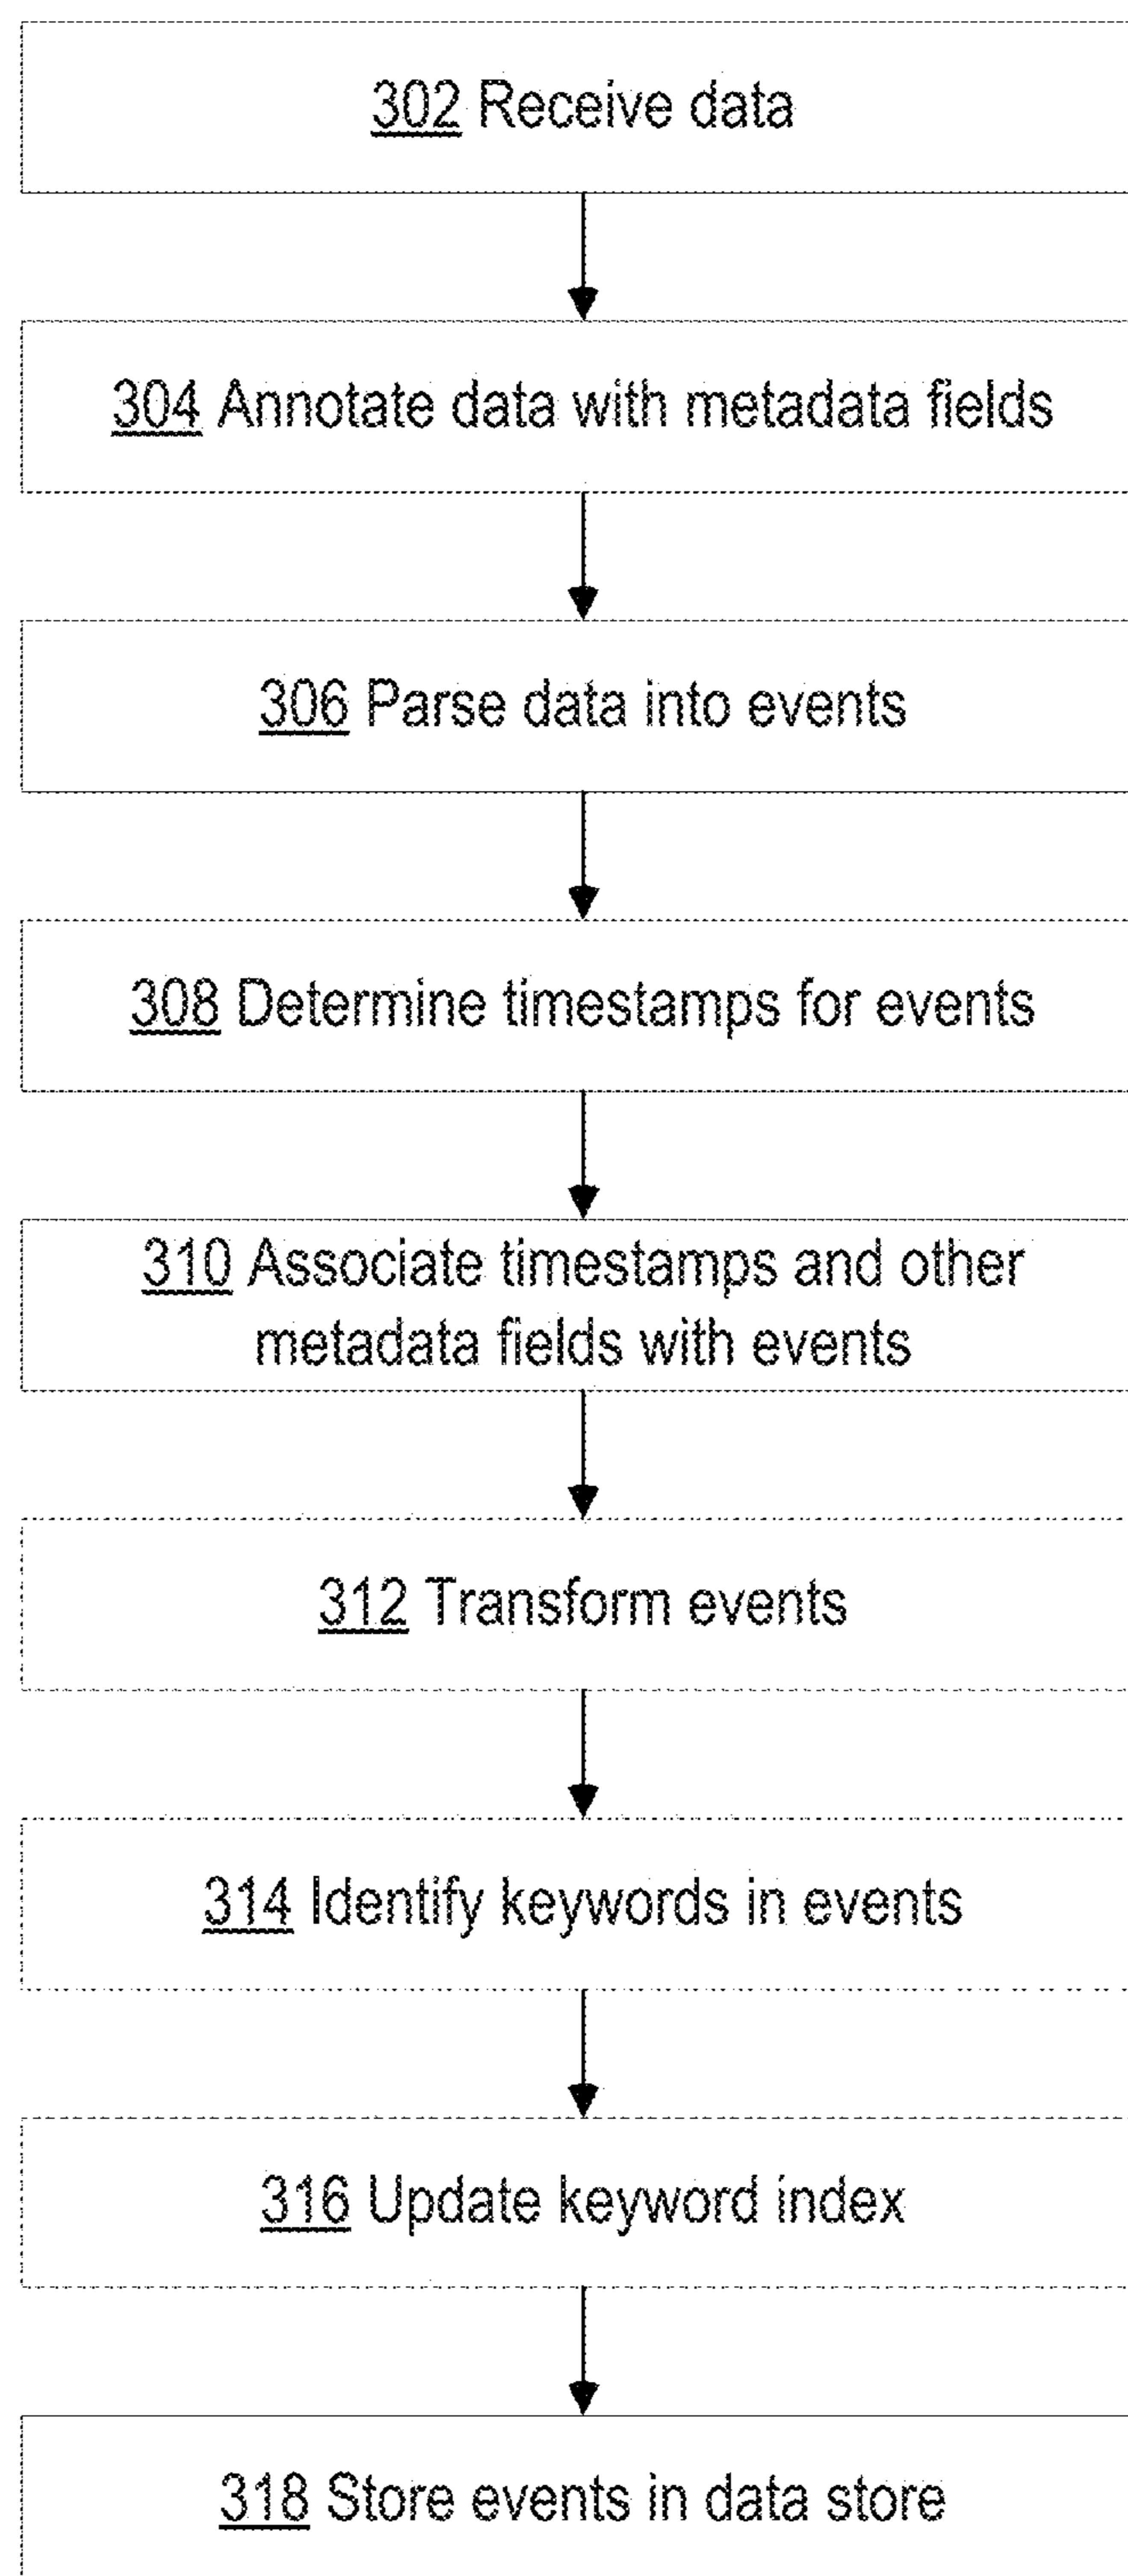 302 Receive data
304 Annotate data with metadata fields
306 Parse data into events
308 Determine timestamps for events
310 Associate timestamps and other
metadata fields with events
312 Transform events
314 Identify keywords in events
316 Update keyword index
318 Store events in data store